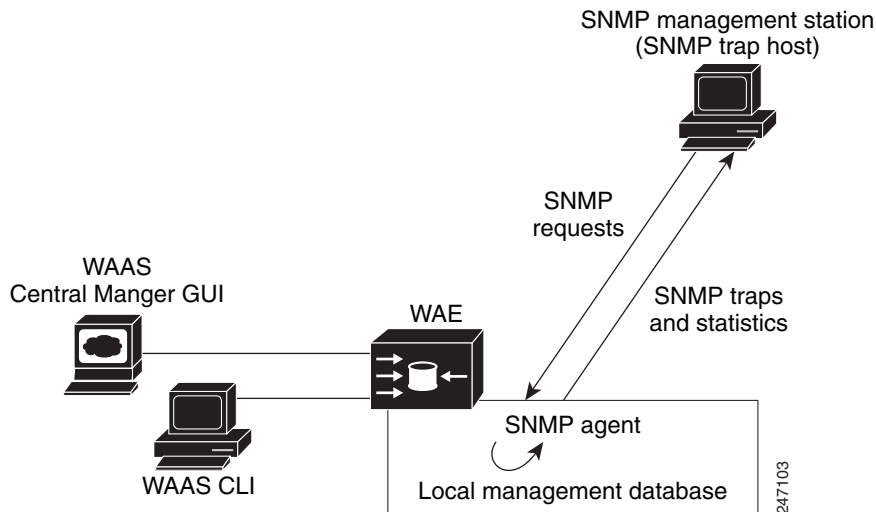 SNMP management station
(SNMP trap host)
SNMP
requests
WAAS
Central Manger GUI
SNMP traps
and statistics
WAE
SNMP agent
WAAS CLI
Local management database
247103